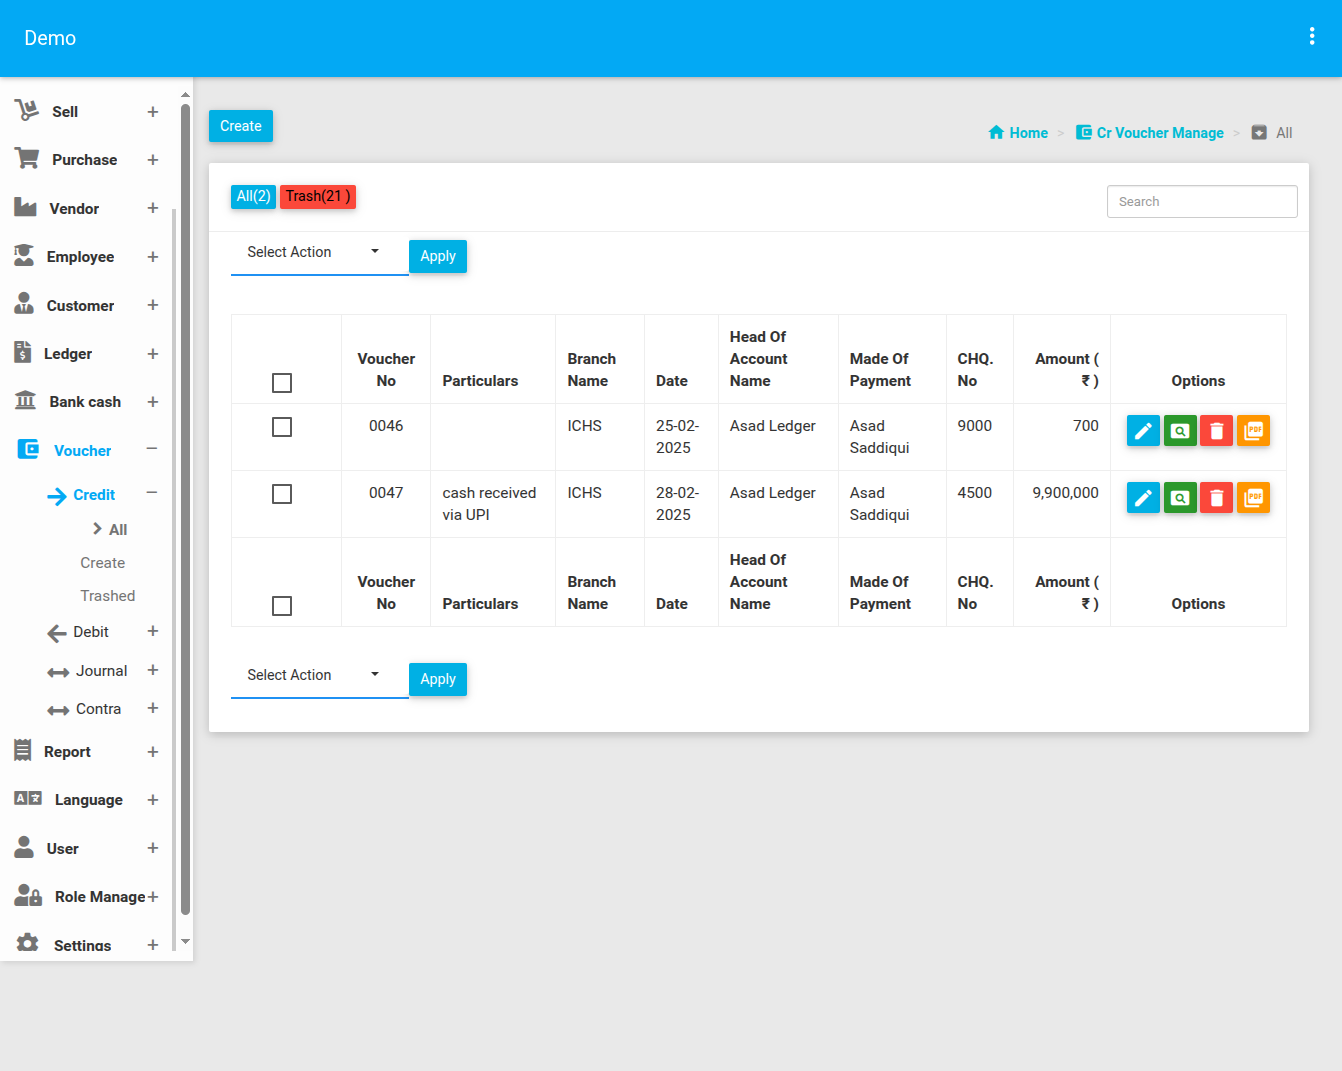 Demo
Sell +
Purchase +
Vendor +
Employee +
Customer +
Ledger +
Bank cash +
Voucher −
Credit −
All
Create
Trashed
Debit +
Journal +
Contra +
Report +
Language +
User +
Role Manage+
Settings +
Create
Home > Cr Voucher Manage > All
All(2) Trash(21 )
Search
Select Action Apply
Voucher No Particulars Branch Name Date Head Of Account Name Made Of Payment CHQ. No Amount ( ₹ ) Options
0046 ICHS 25-02-2025 Asad Ledger Asad Saddiqui 9000 700 PDF
0047 cash received via UPI ICHS 28-02-2025 Asad Ledger Asad Saddiqui 4500 9,900,000 PDF
Voucher No Particulars Branch Name Date Head Of Account Name Made Of Payment CHQ. No Amount ( ₹ ) Options
Select Action Apply